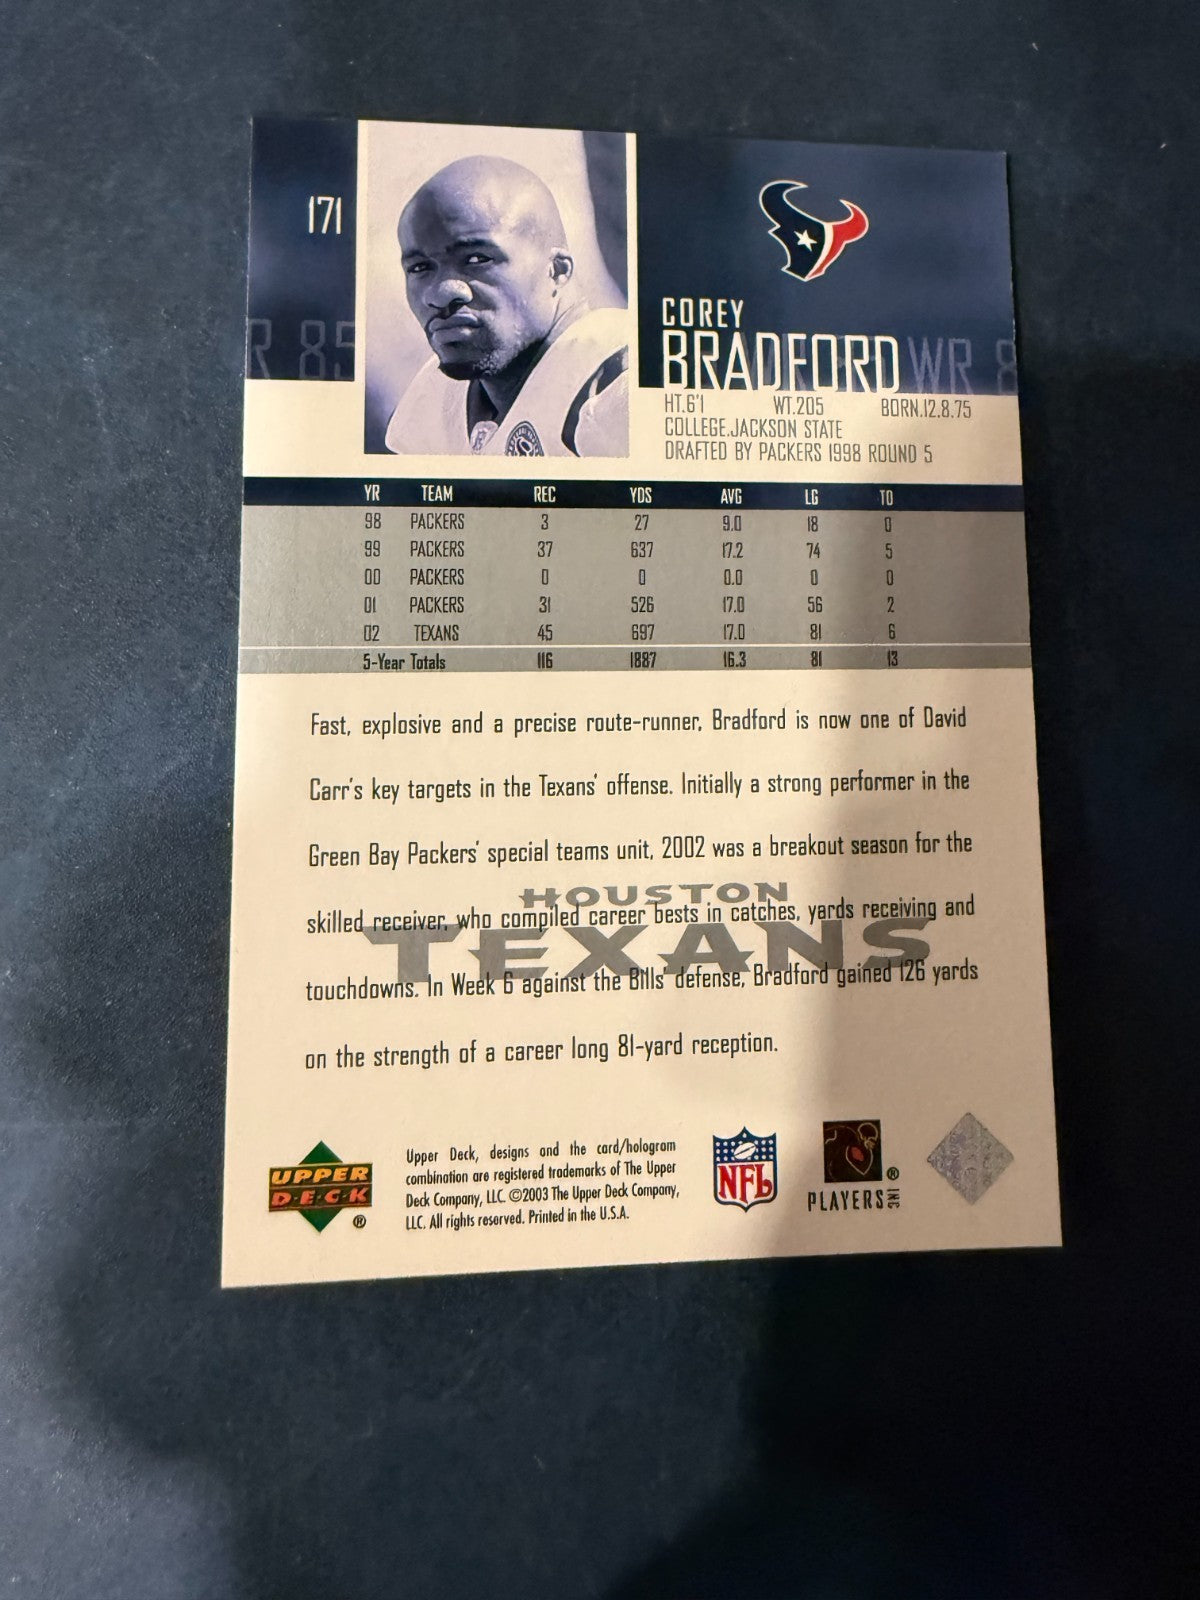 171
R 85
COREY
BRADFORD WR 8
HT.6'1 WT.205 BORN.12.8.75
COLLEGE.JACKSON STATE
DRAFTED BY PACKERS 1998 ROUND 5
YR TEAM REC YDS AVG LG TD
98 PACKERS 3 27 9.0 18 0
99 PACKERS 37 637 17.2 74 5
00 PACKERS 0 0 0.0 0 0
01 PACKERS 31 526 17.0 56 2
02 TEXANS 45 697 17.0 81 6
5-Year Totals 116 1887 16.3 81 13
Fast, explosive and a precise route-runner, Bradford is now one of David
Carr's key targets in the Texans' offense. Initially a strong performer in the
Green Bay Packers' special teams unit, 2002 was a breakout season for the
HOUSTON
skilled receiver, who compiled career bests in catches, yards receiving and
TEXANS
touchdowns. In Week 6 against the Bills' defense, Bradford gained 126 yards
on the strength of a career long 81-yard reception.
UPPER
D·E·C·K
®
Upper Deck, designs and the card/hologram
combination are registered trademarks of The Upper
Deck Company, LLC. ©2003 The Upper Deck Company,
LLC. All rights reserved. Printed in the U.S.A.
NFL
PLAYERS INC ®